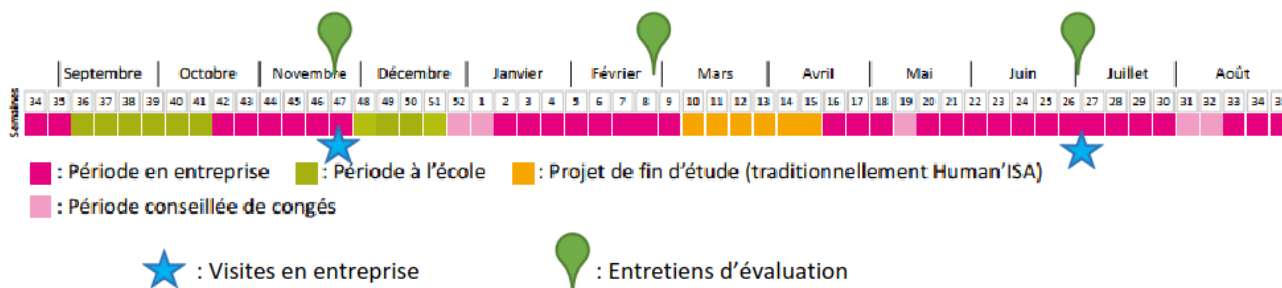 Septembre Octobre Novembre Décembre Janvier Février Mars Avril Mai Juin Juillet Août
Semaines 34 35 36 37 38 39 40 41 42 43 44 45 46 47 48 49 50 51 52 1 2 3 4 5 6 7 8 9 10 11 12 13 14 15 16 17 18 19 20 21 22 23 24 25 26 27 28 29 30 31 32 33 34
: Période en entreprise : Période à l'école : Projet de fin d'étude (traditionnellement Human'ISA)
: Période conseillée de congés
: Visites en entreprise : Entretiens d'évaluation